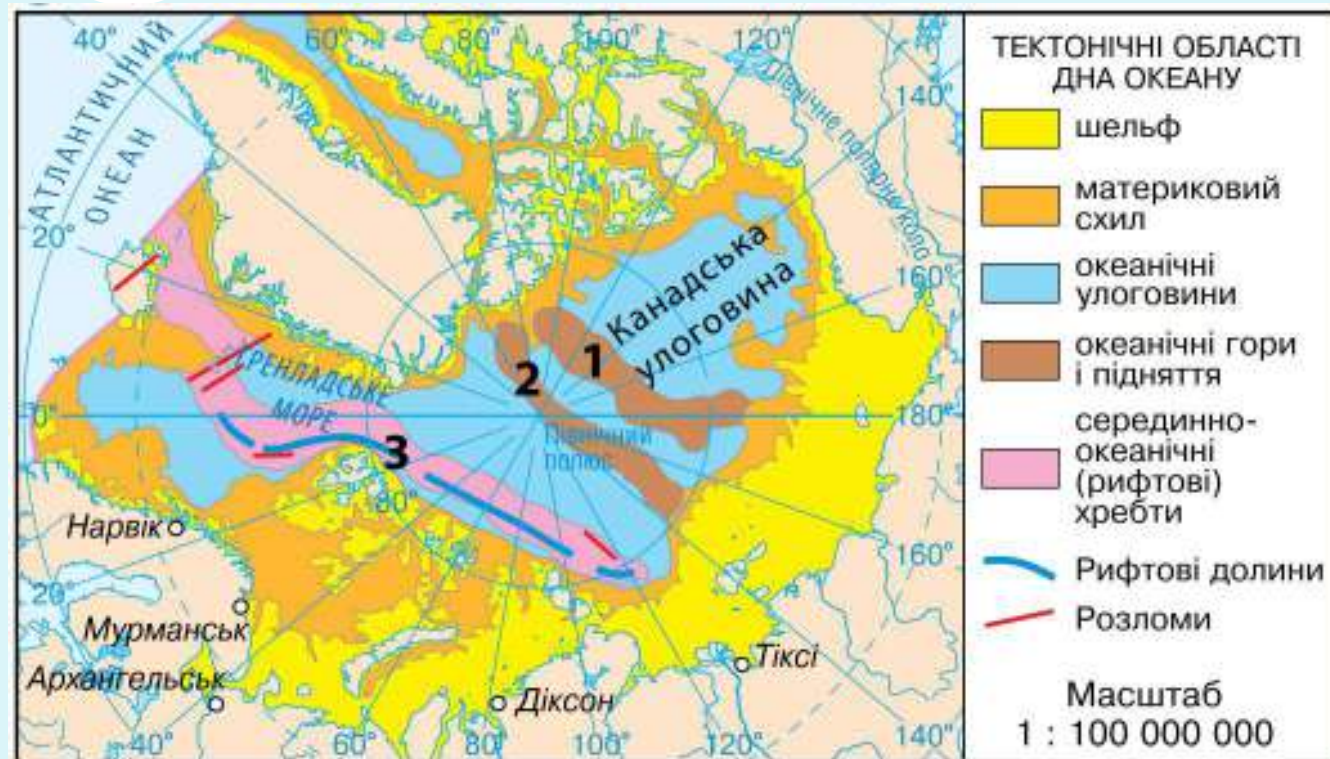 40°
60°
80°
100°
120°
140°
160°
180°
160°
140°
120°
100°
80°
60°
40°
20°
0°
20°
80°
АТЛАНТИЧНИЙ
ОКЕАН
Північне полярне коло
Канадська
улоговина
1
2
3
МОРЕ
Північний
полюс
Нарвік
Мурманськ
Архангельськ
Діксон
Тіксі
ТЕКТОНІЧНІ ОБЛАСТІ
ДНА ОКЕАНУ
шельф
материковий
схил
океанічні
улоговини
океанічні гори
і підняття
серединно-
океанічні
(рифтові)
хребти
Рифтові долини
Розломи
Масштаб
1 : 100 000 000